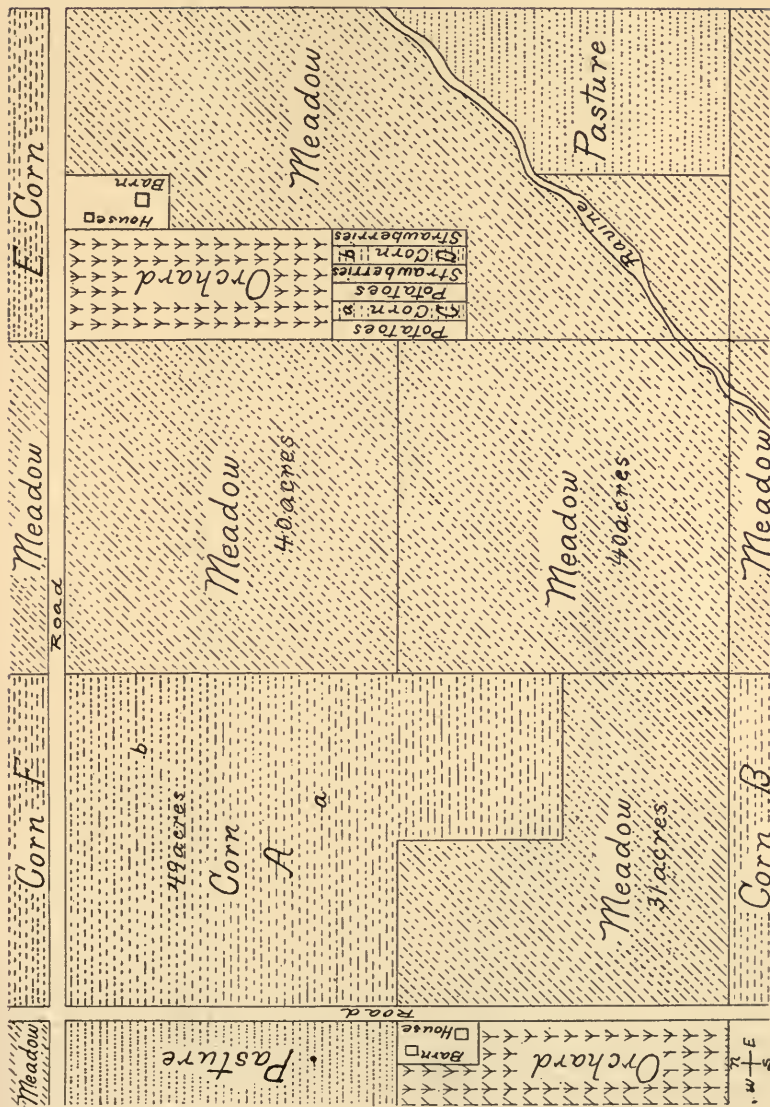 E Corn
Meadow
Road
Corn F
Meadow
Meadow
Pasture
Barn
House
Orchard
Strawberries
Corn
Strawberries
Potatoes
Corn
Potatoes
Ravine
Meadow
40 acres
Meadow
40 acres
Meadow
b
49 acres
Corn
A
a
Meadow
31 acres
Corn B
Road
Pasture
House
Barn
Orchard
n
W E
s